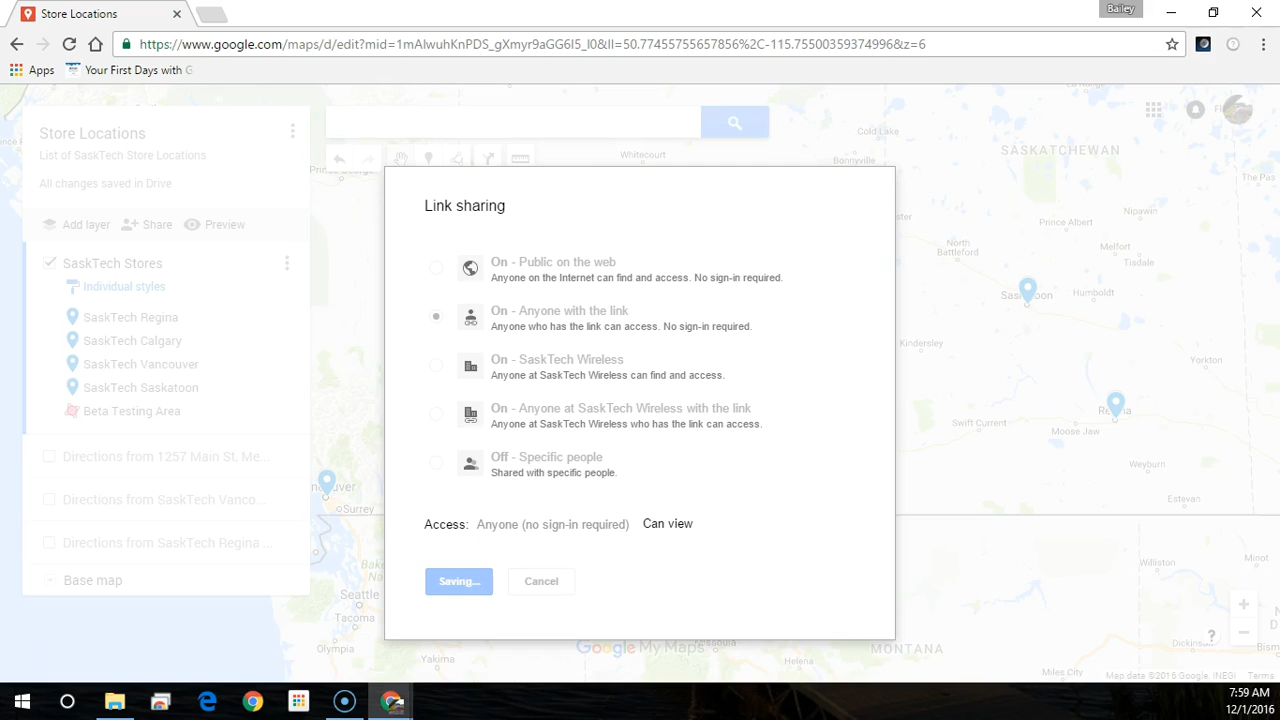 Store Locations
Bailey
https://www.google.com/maps/d/edit?mid=1mAlwuhKnPDS_gXmyr9aGG6I5_I0&ll=50.77455755657856%2C-115.75500359374996&z=6
Apps
Your First Days with G
Store Locations
List of SaskTech Store Locations
All changes saved in Drive
Add layer
Share
Preview
SaskTech Stores
Individual styles
SaskTech Regina
SaskTech Calgary
SaskTech Vancouver
SaskTech Saskatoon
Beta Testing Area
Directions from 1257 Main St, Me...
Directions from SaskTech Vanco...
Directions from SaskTech Regina ...
Base map
Link sharing
On - Public on the web
Anyone on the Internet can find and access. No sign-in required.
On - Anyone with the link
Anyone who has the link can access. No sign-in required.
On - SaskTech Wireless
Anyone at SaskTech Wireless can find and access.
On - Anyone at SaskTech Wireless with the link
Anyone at SaskTech Wireless who has the link can access.
Off - Specific people
Shared with specific people.
Access: Anyone (no sign-in required) Can view
Saving...
Cancel
Cold Lake
Whitecourt
Bonnyville
SASKATCHEWAN
The Pas
Prince George
Nipawin
Prince Albert
North Battleford
Melfort
Tisdale
Humboldt
Kindersley
Yorkton
Swift Current
Moose Jaw
Regina
Weyburn
Estevan
Surrey
Minot
Williston
Seattle
Tacoma
Olympia
Yakima
Helena
MONTANA
Miles City
Dickinson
Google My Maps
Map data ©2016 Google, INEGI
Terms
7:59 AM
12/1/2016